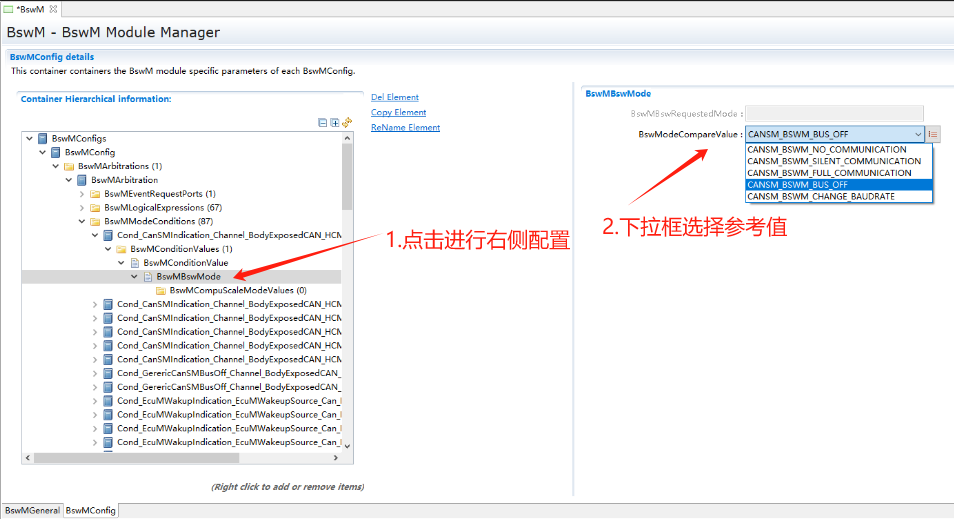 *BswM
BswM - BswM Module Manager
BswMConfig details
This container containers the BswM module specific parameters of each BswMConfig.
Container Hierarchical information:
Del Element
Copy Element
ReName Element
BswMConfigs
BswMConfig
BswMArbitrations (1)
BswMArbitration
BswMEventRequestPorts (1)
BswMLogicalExpressions (67)
BswMModeConditions (87)
Cond_CanSMIndication_Channel_BodyExposedCAN_HCM
BswMConditionValues (1)
BswMConditionValue
BswMBswMode
BswMCompuScaleModeValues (0)
Cond_CanSMIndication_Channel_BodyExposedCAN_HCM
Cond_CanSMIndication_Channel_BodyExposedCAN_HCM
Cond_CanSMIndication_Channel_BodyExposedCAN_HCM
Cond_CanSMIndication_Channel_BodyExposedCAN_HCM
Cond_CanSMIndication_Channel_BodyExposedCAN_HCM
Cond_GerericCanSMBusOff_Channel_BodyExposedCAN_
Cond_GerericCanSMBusOff_Channel_BodyExposedCAN_
Cond_EcuMWakupIndication_EcuMWakeupSource_Can_
Cond_EcuMWakupIndication_EcuMWakeupSource_Can_
Cond_EcuMWakupIndication_EcuMWakeupSource_Can_
Cond_EcuMWakupIndication_EcuMWakeupSource_Can_
(Right click to add or remove items)
BswMBswMode
BswMBswRequestedMode :
BswModeCompareValue : CANSM_BSWM_BUS_OFF
CANSM_BSWM_NO_COMMUNICATION
CANSM_BSWM_SILENT_COMMUNICATION
CANSM_BSWM_FULL_COMMUNICATION
CANSM_BSWM_BUS_OFF
CANSM_BSWM_CHANGE_BAUDRATE
1.点击进行右侧配置
2.下拉框选择参考值
BswMGeneral BswMConfig